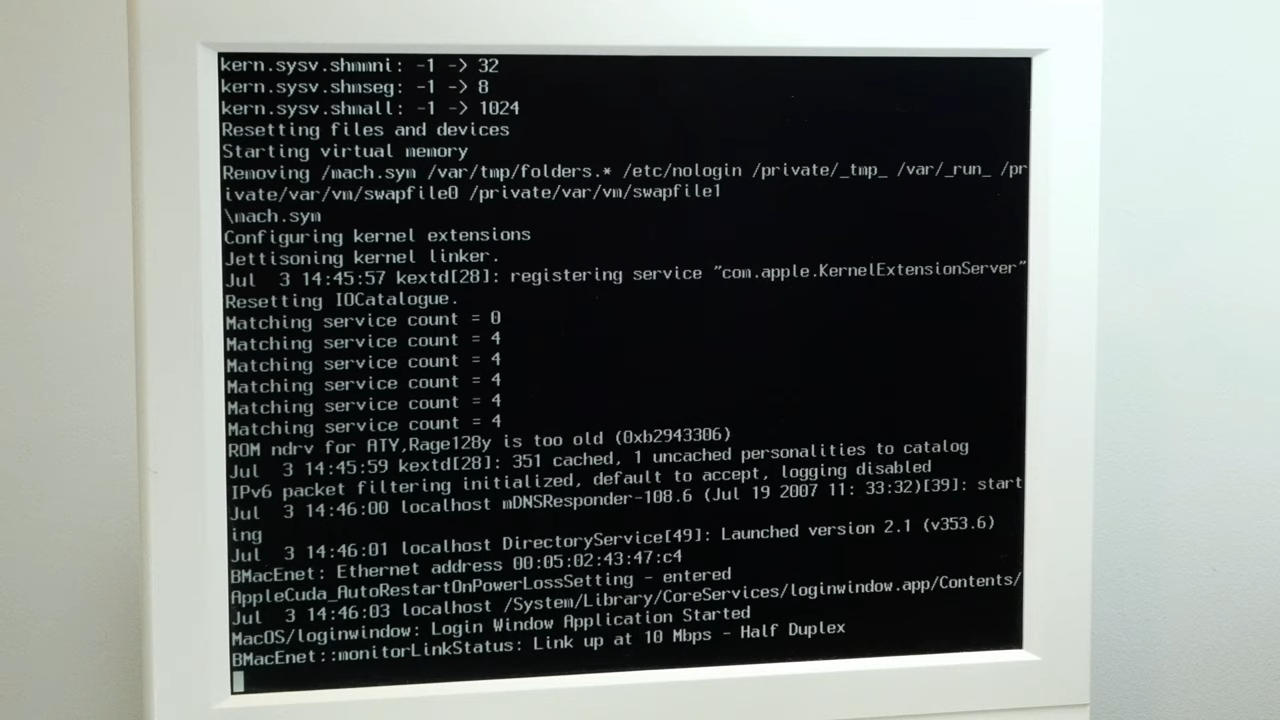 kern.sysv.shmmni: -1 -> 32
kern.sysv.shmseg: -1 -> 8
kern.sysv.shmall: -1 -> 1024
Resetting files and devices
Starting virtual memory
Removing /mach.sym /var/tmp/folders.* /etc/nologin /private/_tmp_ /var/_run_ /pr
ivate/var/vm/swapfile0 /private/var/vm/swapfile1
\mach.sym
Configuring kernel extensions
Jettisoning kernel linker.
Jul  3 14:45:57 kextd[28]: registering service "com.apple.KernelExtensionServer"
Resetting IOCatalogue.
Matching service count = 0
Matching service count = 4
Matching service count = 4
Matching service count = 4
Matching service count = 4
Matching service count = 4
ROM ndrv for ATY,Rage128y is too old (0xb2943306)
Jul  3 14:45:59 kextd[28]: 351 cached, 1 uncached personalities to catalog
IPv6 packet filtering initialized, default to accept, logging disabled
Jul  3 14:46:00 localhost mDNSResponder-108.6 (Jul 19 2007 11: 33:32)[39]: start
ing
Jul  3 14:46:01 localhost DirectoryService[49]: Launched version 2.1 (v353.6)
BMacEnet: Ethernet address 00:05:02:43:47:c4
AppleCuda_AutoRestartOnPowerLossSetting - entered
Jul  3 14:46:03 localhost /System/Library/CoreServices/loginwindow.app/Contents/
MacOS/loginwindow: Login Window Application Started
BMacEnet::monitorLinkStatus: Link up at 10 Mbps - Half Duplex